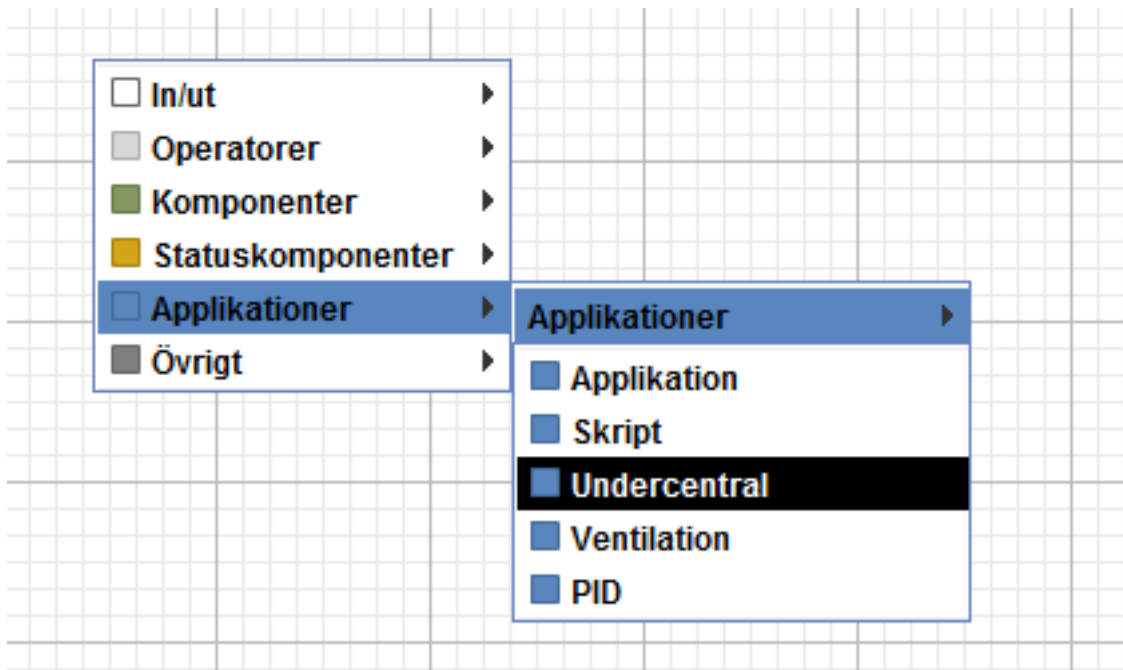 In/ut
Operatorer
Komponenter
Statuskomponenter
Applikationer
Övrigt
Applikationer
Applikation
Skript
Undercentral
Ventilation
PID